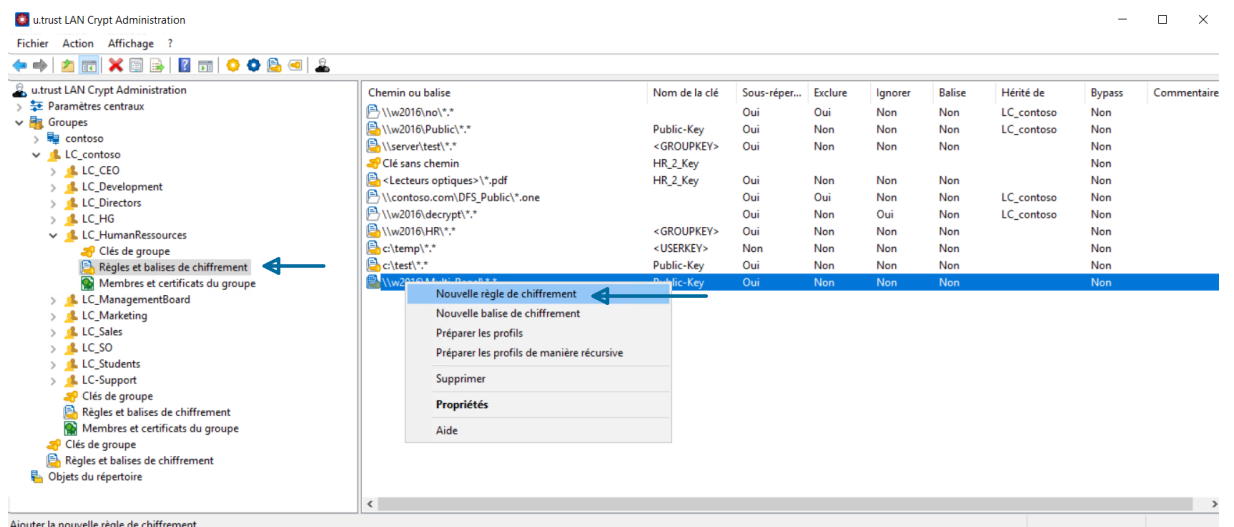 u.trust LAN Crypt Administration
Fichier Action Affichage ?
u.trust LAN Crypt Administration
Paramètres centraux
Groupes
contoso
LC_contoso
LC_CEO
LC_Development
LC_Directors
LC_HG
LC_HumanRessources
Clés de groupe
Règles et balises de chiffrement
Membres et certificats du groupe
LC_ManagementBoard
LC_Marketing
LC_Sales
LC_SO
LC_Students
LC-Support
Clés de groupe
Règles et balises de chiffrement
Membres et certificats du groupe
Clés de groupe
Règles et balises de chiffrement
Objets du répertoire
Chemin ou balise Nom de la clé Sous-réper... Exclure Ignorer Balise Hérité de Bypass Commentaire
\\w2016\no\*.* Oui Oui Non Non LC_contoso Non
\\w2016\Public\*.* Public-Key Oui Non Non Non LC_contoso Non
\\server\test\*.* <GROUPKEY> Oui Non Non Non Non
Clé sans chemin HR_2_Key Non
<Lecteurs optiques>\*.pdf HR_2_Key Oui Non Non Non Non
\\contoso.com\DFS_Public\*.one Oui Oui Non Non LC_contoso Non
\\w2016\decrypt\*.* Oui Non Oui Non LC_contoso Non
\\w2016\HR\*.* <GROUPKEY> Oui Non Non Non Non
c:\temp\*.* <USERKEY> Non Non Non Non Non
c:\test\*.* Public-Key Oui Non Non Non Non
Oui Non Non Non Non
Nouvelle règle de chiffrement
Nouvelle balise de chiffrement
Préparer les profils
Préparer les profils de manière récursive
Supprimer
Propriétés
Aide
Ajouter la nouvelle règle de chiffrement